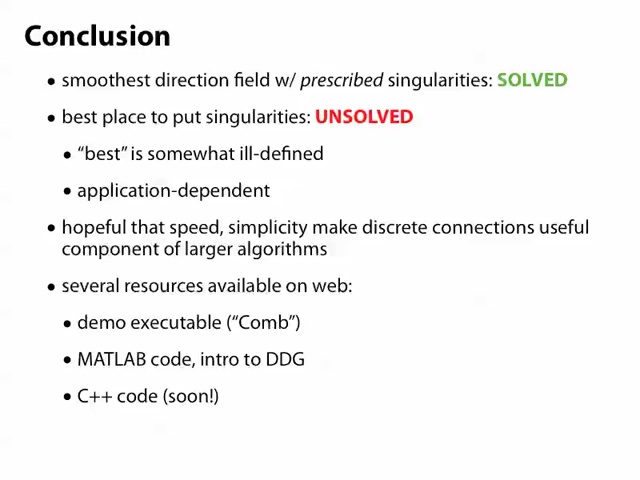 Conclusion
• smoothest direction field w/ prescribed singularities: SOLVED
• best place to put singularities: UNSOLVED
• “best” is somewhat ill-defined
• application-dependent
• hopeful that speed, simplicity make discrete connections useful
component of larger algorithms
• several resources available on web:
• demo executable (“Comb”)
• MATLAB code, intro to DDG
• C++ code (soon!)